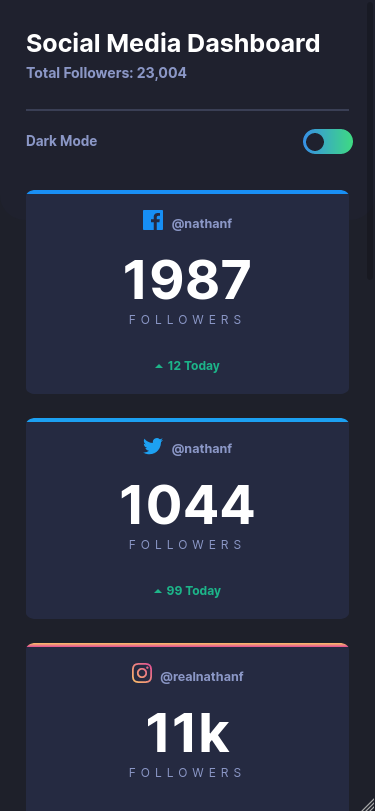 Social Media Dashboard
Total Followers: 23,004
Dark Mode
@nathanf
1987
FOLLOWERS
12 Today
@nathanf
1044
FOLLOWERS
99 Today
@realnathanf
11k
FOLLOWERS